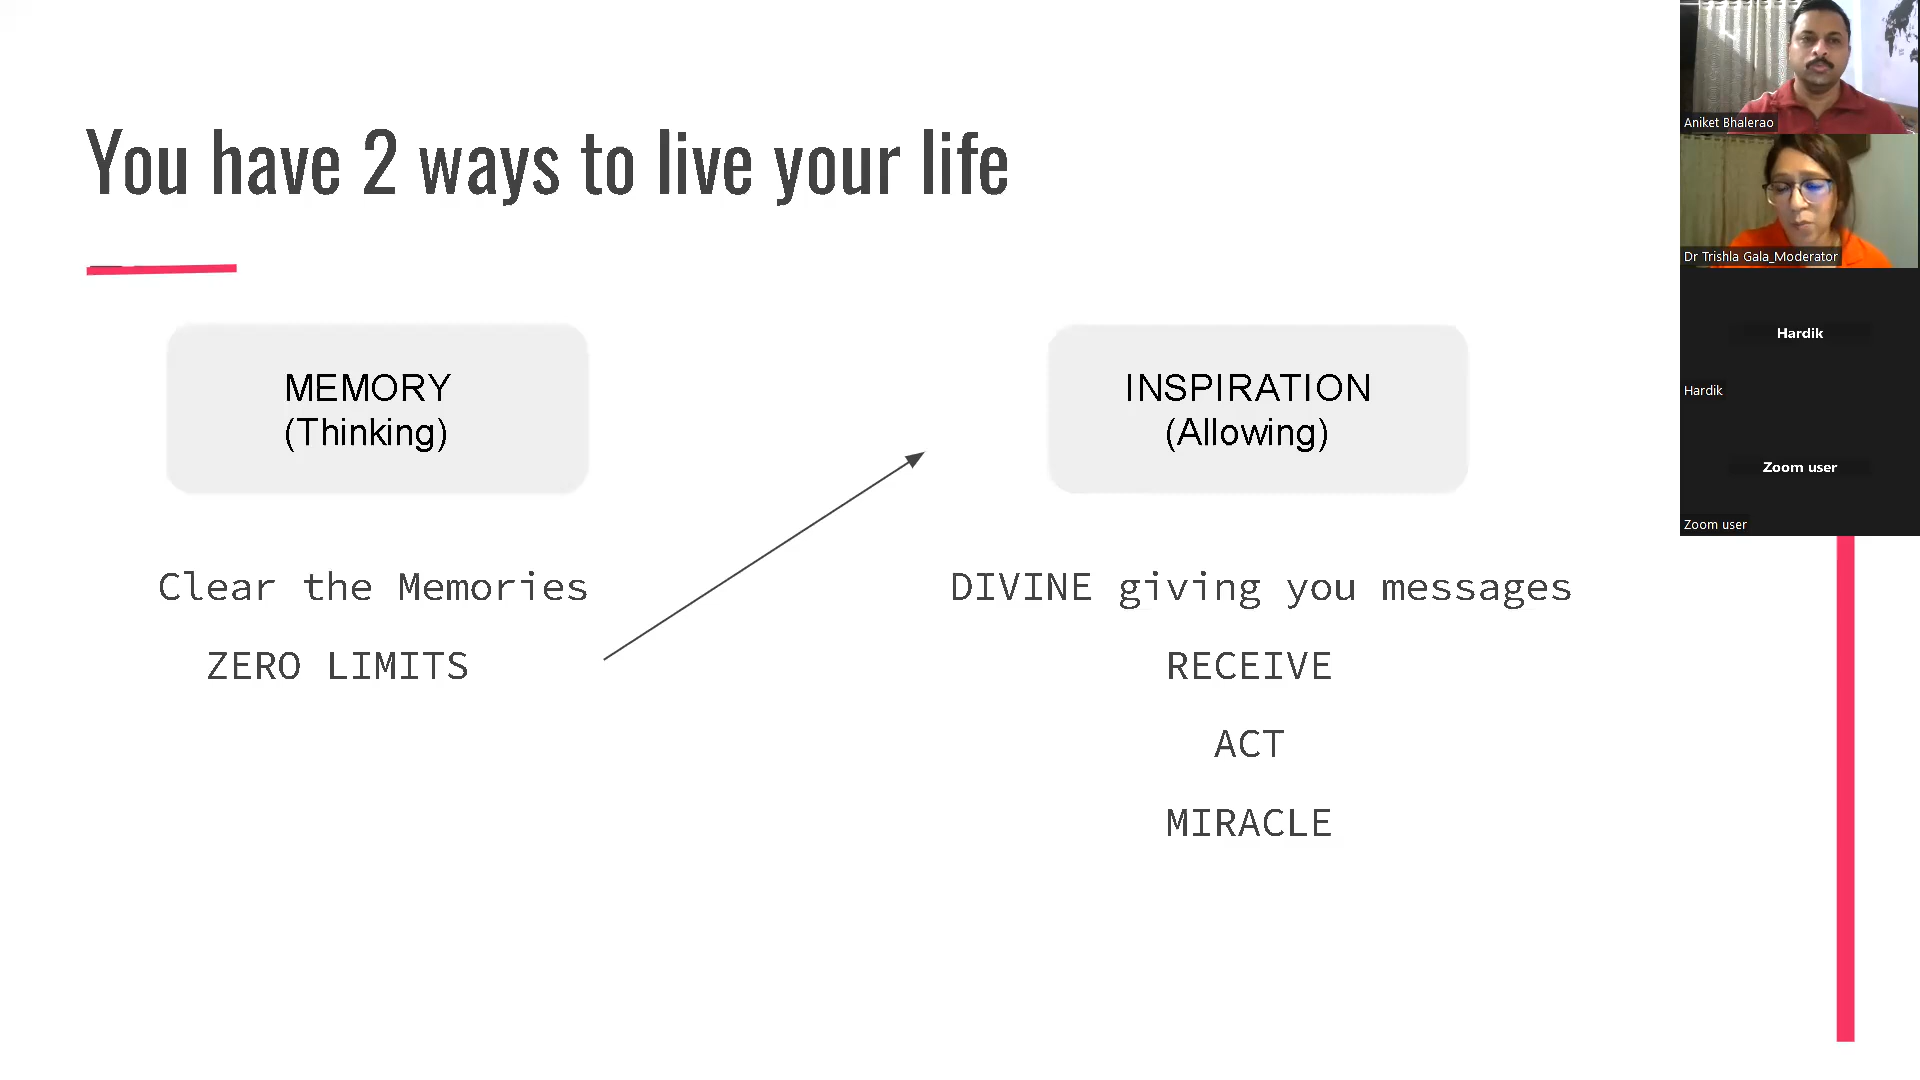 You have 2 ways to live your life
MEMORY
(Thinking)
Clear the Memories
ZERO LIMITS
INSPIRATION
(Allowing)
DIVINE giving you messages
RECEIVE
ACT
MIRACLE
Aniket Bhalerao
Dr Trishla Gala_Moderator
Hardik
Hardik
Zoom user
Zoom user